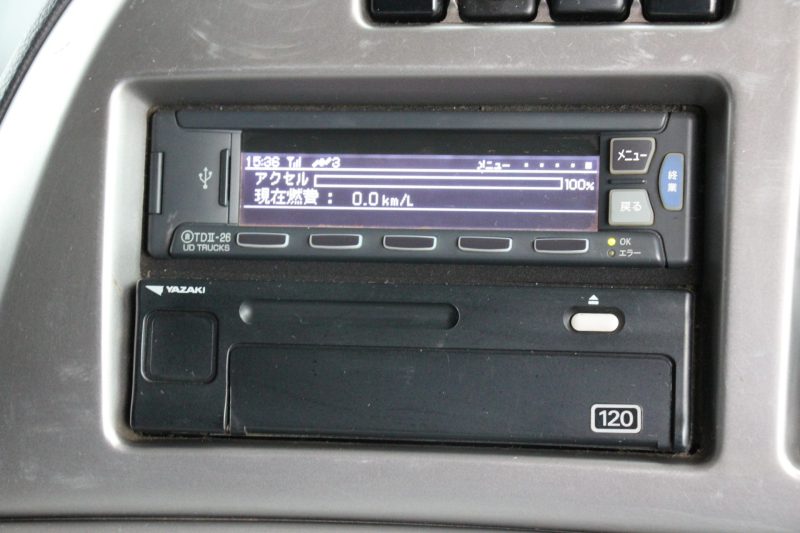 15:36 3 メニュー
メニュー
アクセル 100%
終業
現在燃費： 0.0km/L
戻る
TDII-26
UD TRUCKS
OK
エラー
YAZAKI
120